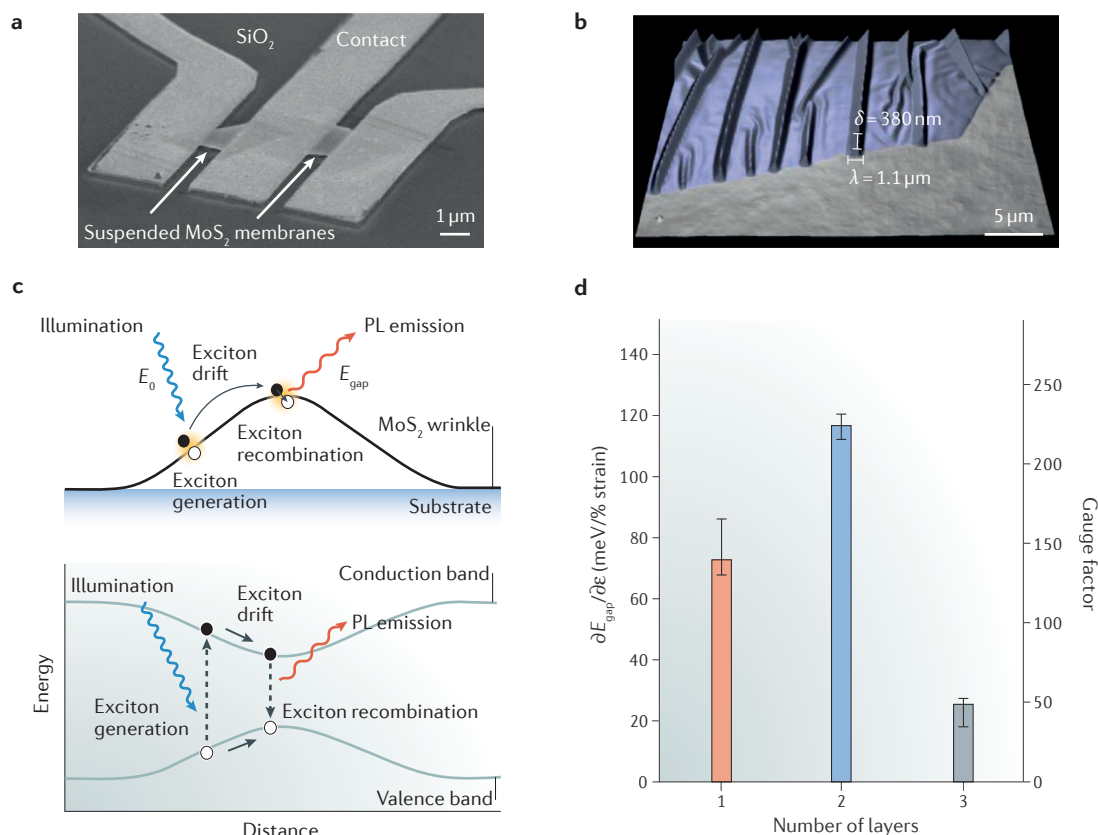 a
SiO₂
Contact
Suspended MoS₂ membranes
1 μm
b
δ = 380 nm
λ = 1.1 μm
5 μm
c
Illumination
PL emission
Exciton
drift
E₀
E_gap
MoS₂ wrinkle
Exciton
recombination
Exciton
generation
Substrate
Illumination
Conduction band
Exciton
drift
PL emission
Energy
Exciton
generation
Exciton recombination
Valence band
Distance
d
∂E_gap/∂ε (meV/% strain)
140
120
100
80
60
40
20
0
250
200
150
100
50
0
Gauge factor
1
2
3
Number of layers